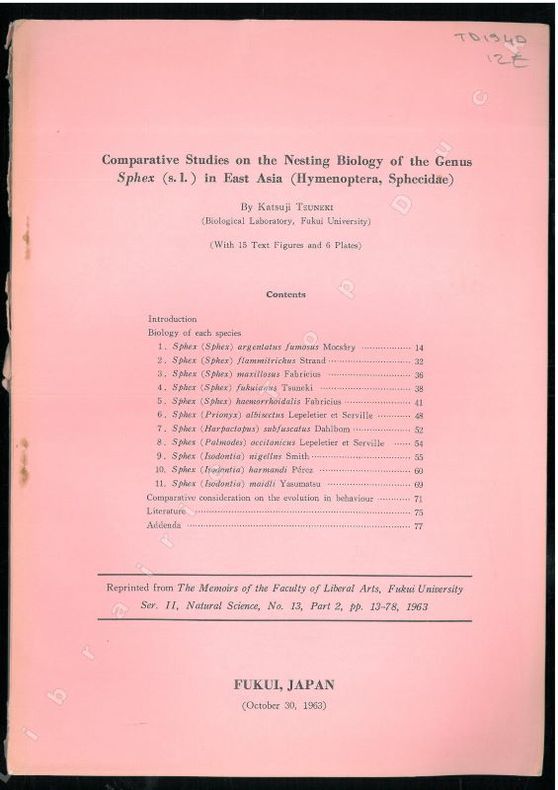 TD1940
12€
Comparative Studies on the Nesting Biology of the Genus
Sphex (s. l.) in East Asia (Hymenoptera, Sphecidae)
By Katsuji TSUNEKI
(Biological Laboratory, Fukui University)
(With 15 Text Figures and 6 Plates)
Contents
Introduction
Biology of each species
1. Sphex (Sphex) argentatus fumosus Mocsáry ·················· 14
2. Sphex (Sphex) flammitrichus Strand ······························ 32
3. Sphex (Sphex) maxillosus Fabricius ······························ 36
4. Sphex (Sphex) fukuianus Tsuneki ································· 38
5. Sphex (Sphex) haemorrhoidalis Fabricius ························ 41
6. Sphex (Prionyx) albisectus Lepeletier et Serville ············ 48
7. Sphex (Harpactopus) subfuscatus Dahlbom ····················· 52
8. Sphex (Palmodes) occitanicus Lepeletier et Serville ······ 54
9. Sphex (Isodontia) nigellus Smith ································· 55
10. Sphex (Isodontia) harmandi Pérez ······························ 60
11. Sphex (Isodontia) maidli Yasumatsu ···························· 69
Comparative consideration on the evolution in behaviour ············ 71
Literature ························································ 75
Addenda ··························································· 77
Reprinted from The Memoirs of the Faculty of Liberal Arts, Fukui University
Ser. II, Natural Science, No. 13, Part 2, pp. 13-78, 1963
FUKUI, JAPAN
(October 30, 1963)